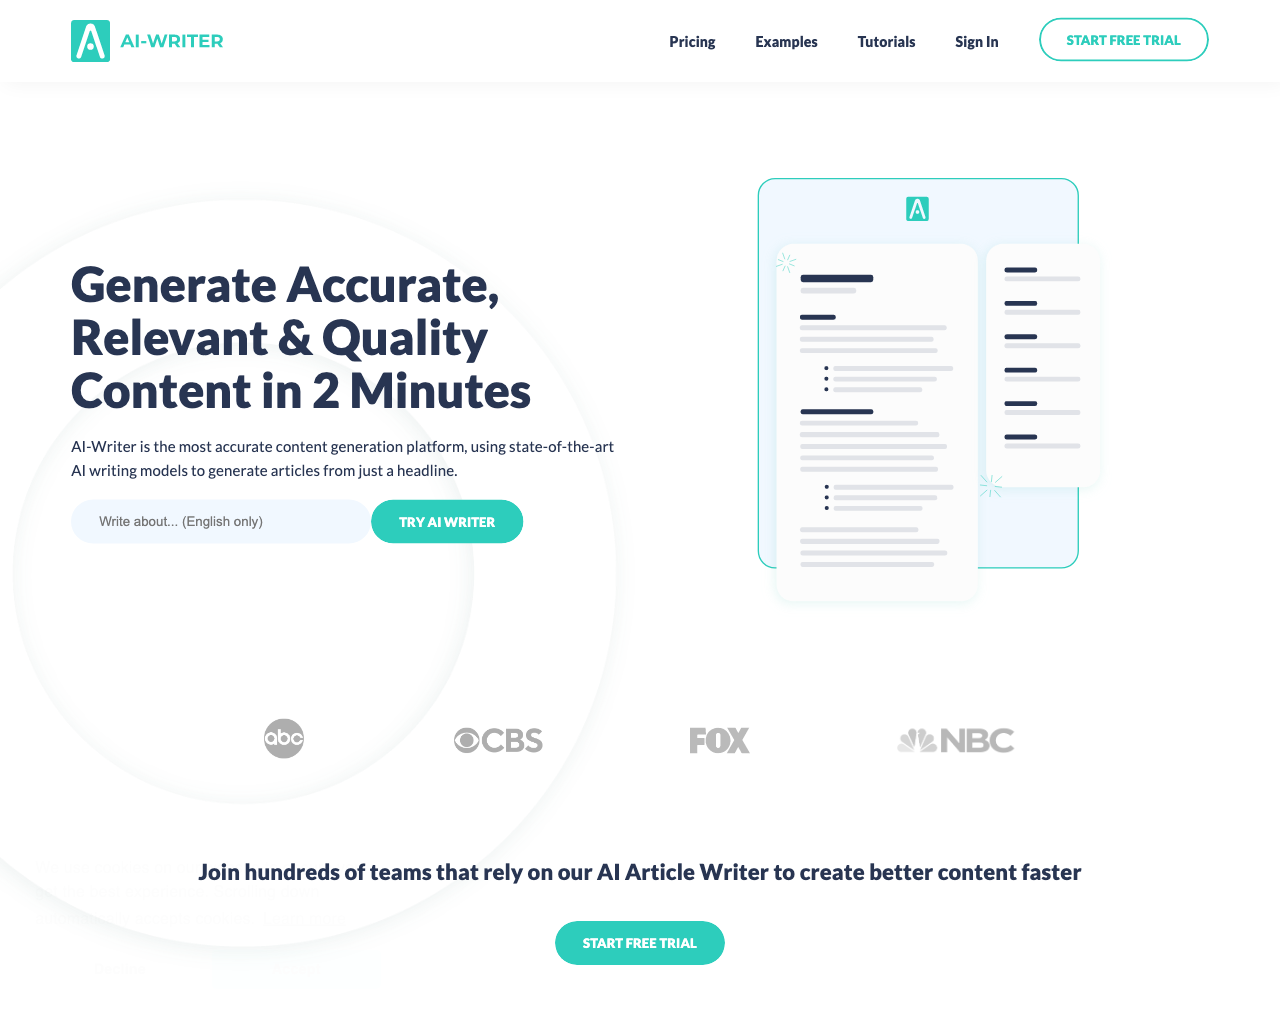 AI-WRITER
Pricing
Examples
Tutorials
Sign In
START FREE TRIAL
Generate Accurate,
Relevant & Quality
Content in 2 Minutes
AI-Writer is the most accurate content generation platform, using state-of-the-art
AI writing models to generate articles from just a headline.
Write about... (English only)
TRY AI WRITER
abc
CBS
FOX
NBC
Join hundreds of teams that rely on our AI Article Writer to create better content faster
START FREE TRIAL